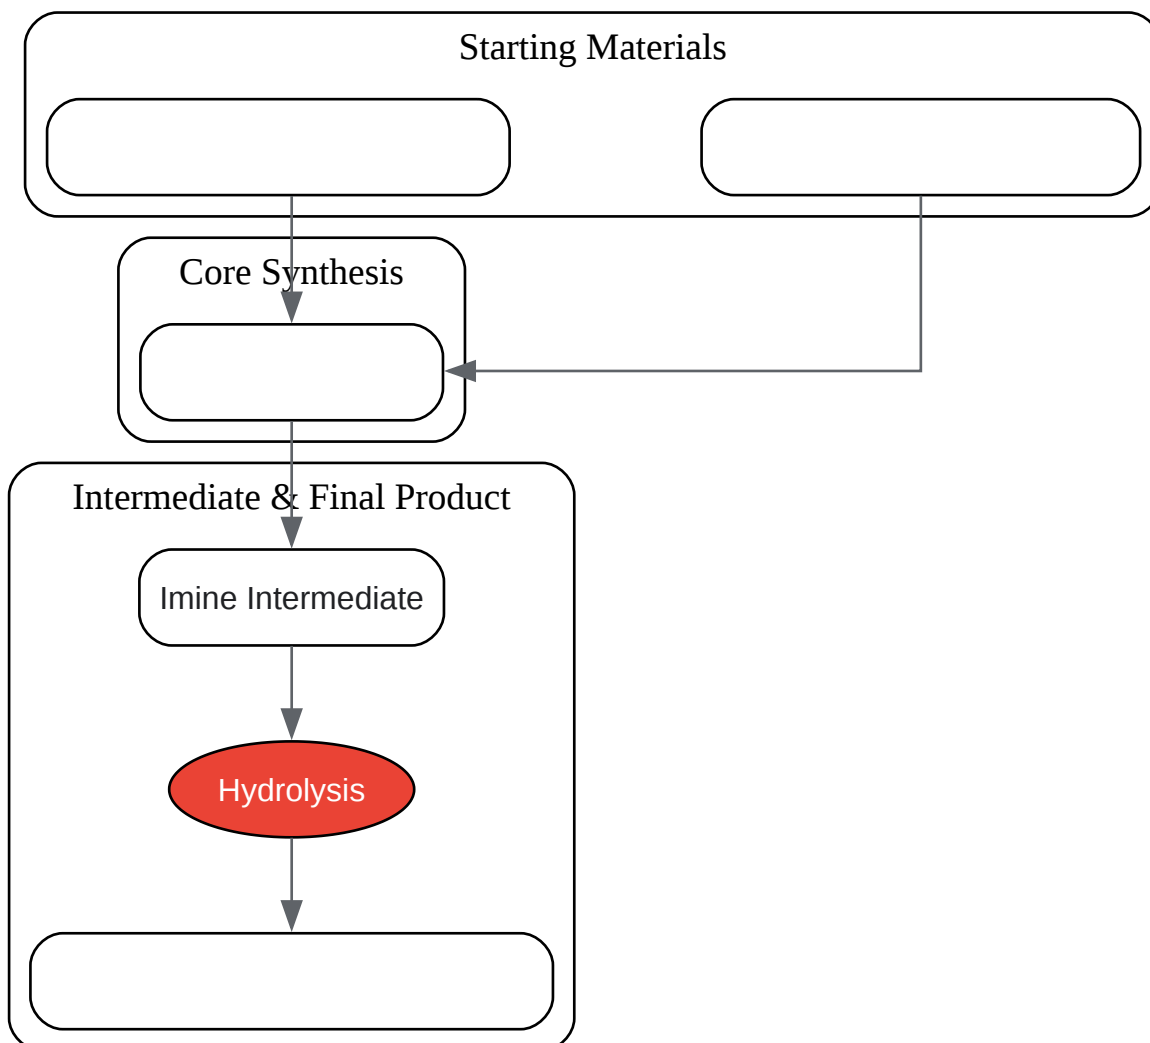 Starting Materials
Core Synthesis
Intermediate & Final Product
Imine Intermediate
Hydrolysis